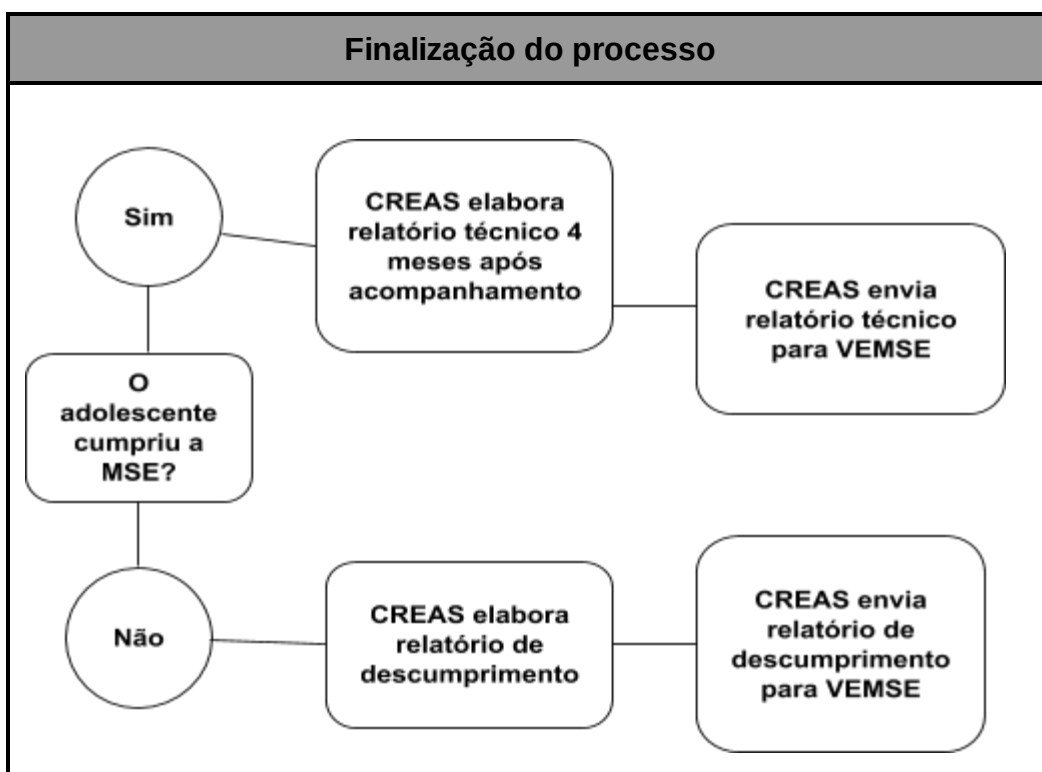 Finalização do processo
Sim
CREAS elabora
relatório técnico 4
meses após
acompanhamento
CREAS envia
relatório técnico
para VEMSE
O
adolescente
cumpriu a
MSE?
Não
CREAS elabora
relatório de
descumprimento
CREAS envia
relatório de
descumprimento
para VEMSE